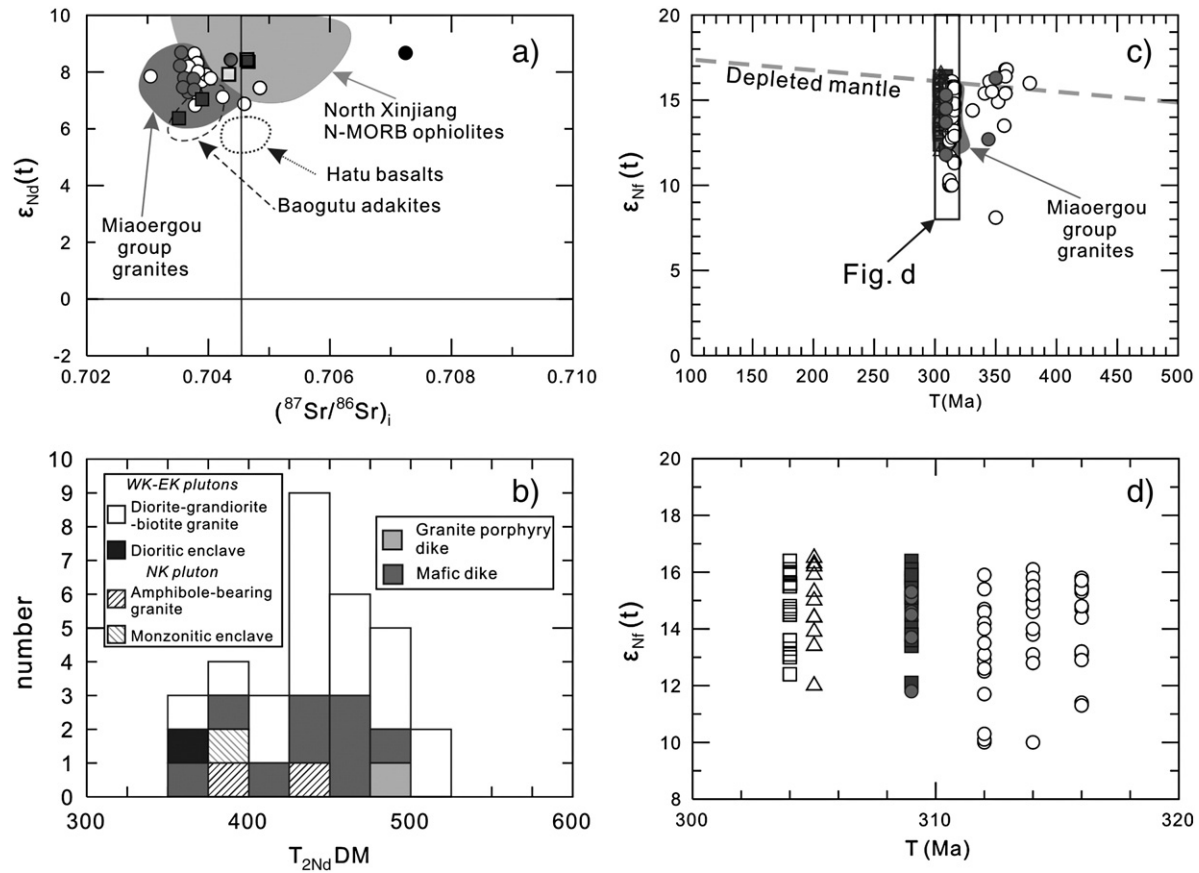 10
8
6
4
2
0
-2
εNd(t)
a)
North Xinjiang
N-MORB ophiolites
Hatu basalts
Baogutu adakites
Miaoergou
group
granites
0.702
0.704
0.706
0.708
0.710
(87Sr/86Sr)i
20
15
10
5
0
εNf(t)
c)
Depleted mantle
Miaoergou
group
granites
Fig. d
100
150
200
250
300
350
400
450
500
T(Ma)
10
9
8
7
6
5
4
3
2
1
0
number
b)
WK-EK plutons
Diorite-grandiorite
-biotite granite
Dioritic enclave
NK pluton
Amphibole-bearing
granite
Monzonitic enclave
Granite porphyry
dike
Mafic dike
300
400
500
600
T2NdDM
20
18
16
14
12
10
8
εNf(t)
d)
300
310
320
T (Ma)